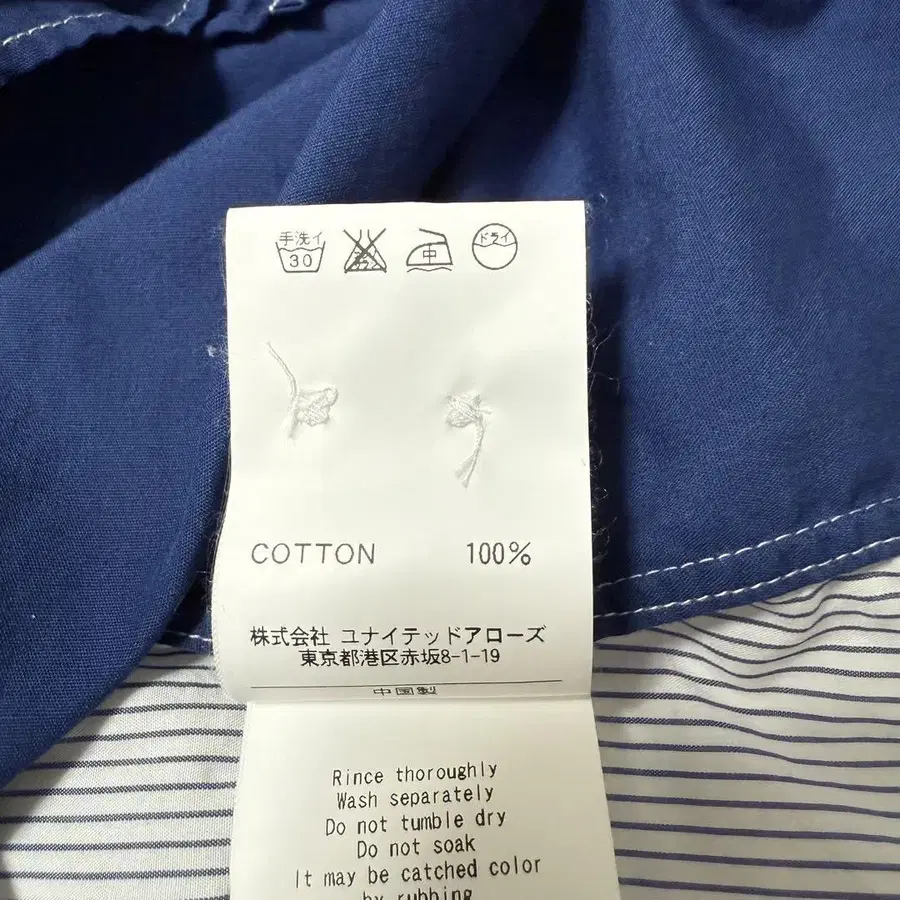 手洗イ
30
中
ドライ
COTTON 100%
株式会社 ユナイテッドアローズ
東京都港区赤坂8-1-19
中国製
Rince thoroughly
Wash separately
Do not tumble dry
Do not soak
It may be catched color
by rubbing